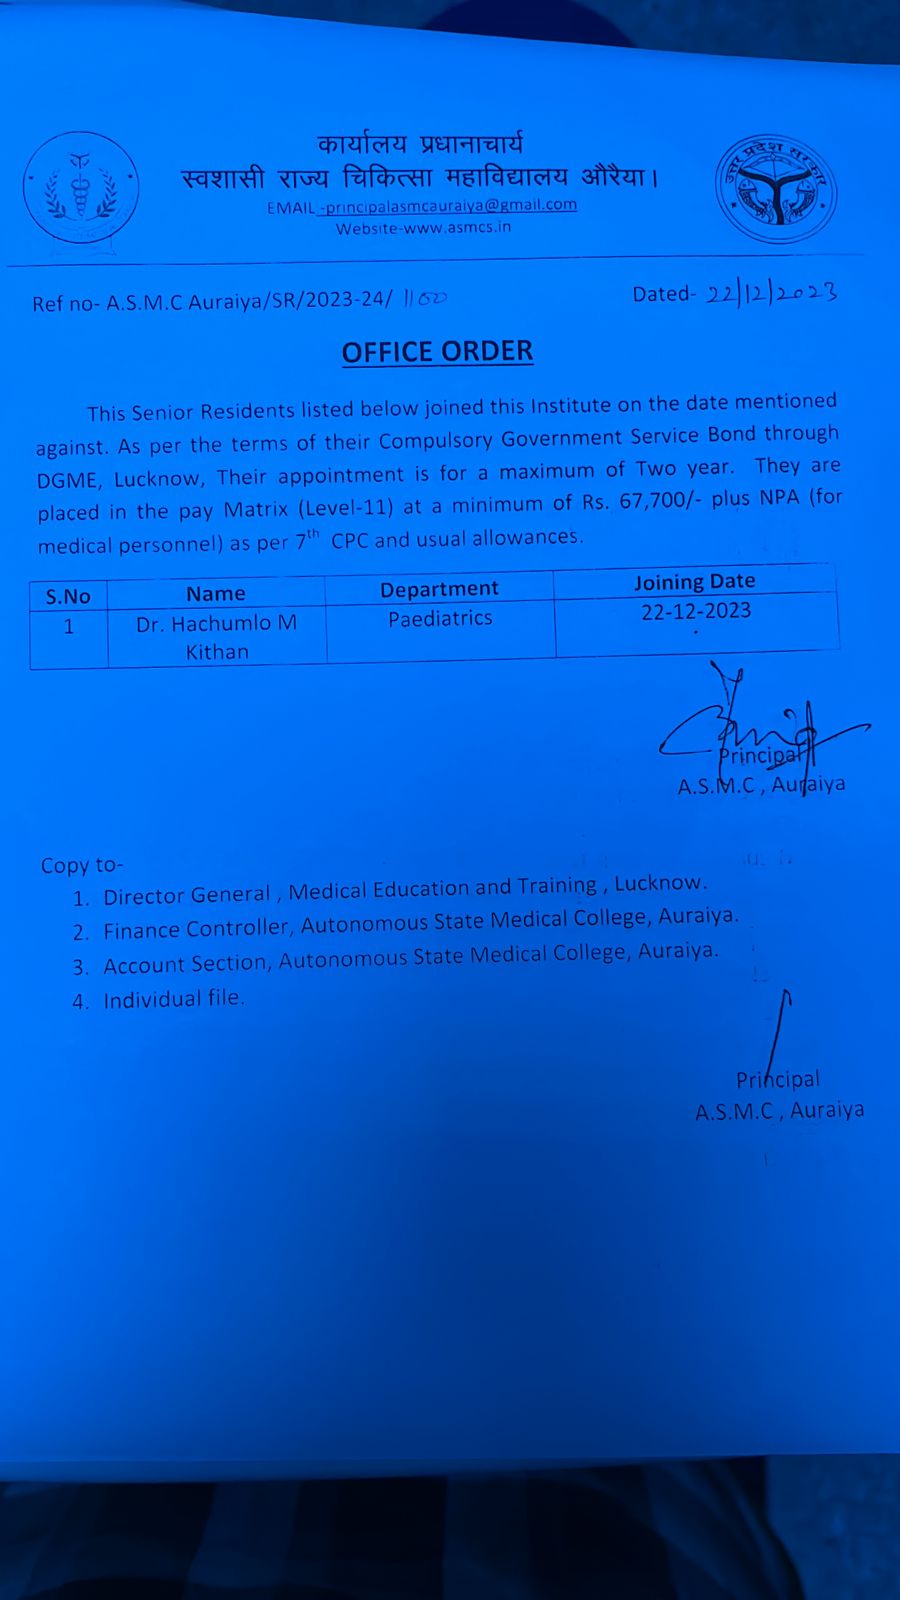 कार्यालय प्रधानाचार्य
स्वशासी राज्य चिकित्सा महाविद्यालय औरैया।
EMAIL -principalasmcauraiya@gmail.com
Website-www.asmcs.in
उत्तर प्रदेश सरकार
Ref no- A.S.M.C Auraiya/SR/2023-24/ 1100
Dated- 22/12/2023
OFFICE ORDER
This Senior Residents listed below joined this Institute on the date mentioned
against. As per the terms of their Compulsory Government Service Bond through
DGME, Lucknow, Their appointment is for a maximum of Two year. They are
placed in the pay Matrix (Level-11) at a minimum of Rs. 67,700/- plus NPA (for
medical personnel) as per 7th CPC and usual allowances.
S.No Name Department Joining Date
1 Dr. Hachumlo M Paediatrics 22-12-2023
Kithan
Principal
A.S.M.C , Auraiya
Copy to-
1. Director General , Medical Education and Training , Lucknow.
2. Finance Controller, Autonomous State Medical College, Auraiya.
3. Account Section, Autonomous State Medical College, Auraiya.
4. Individual file.
Principal
A.S.M.C , Auraiya